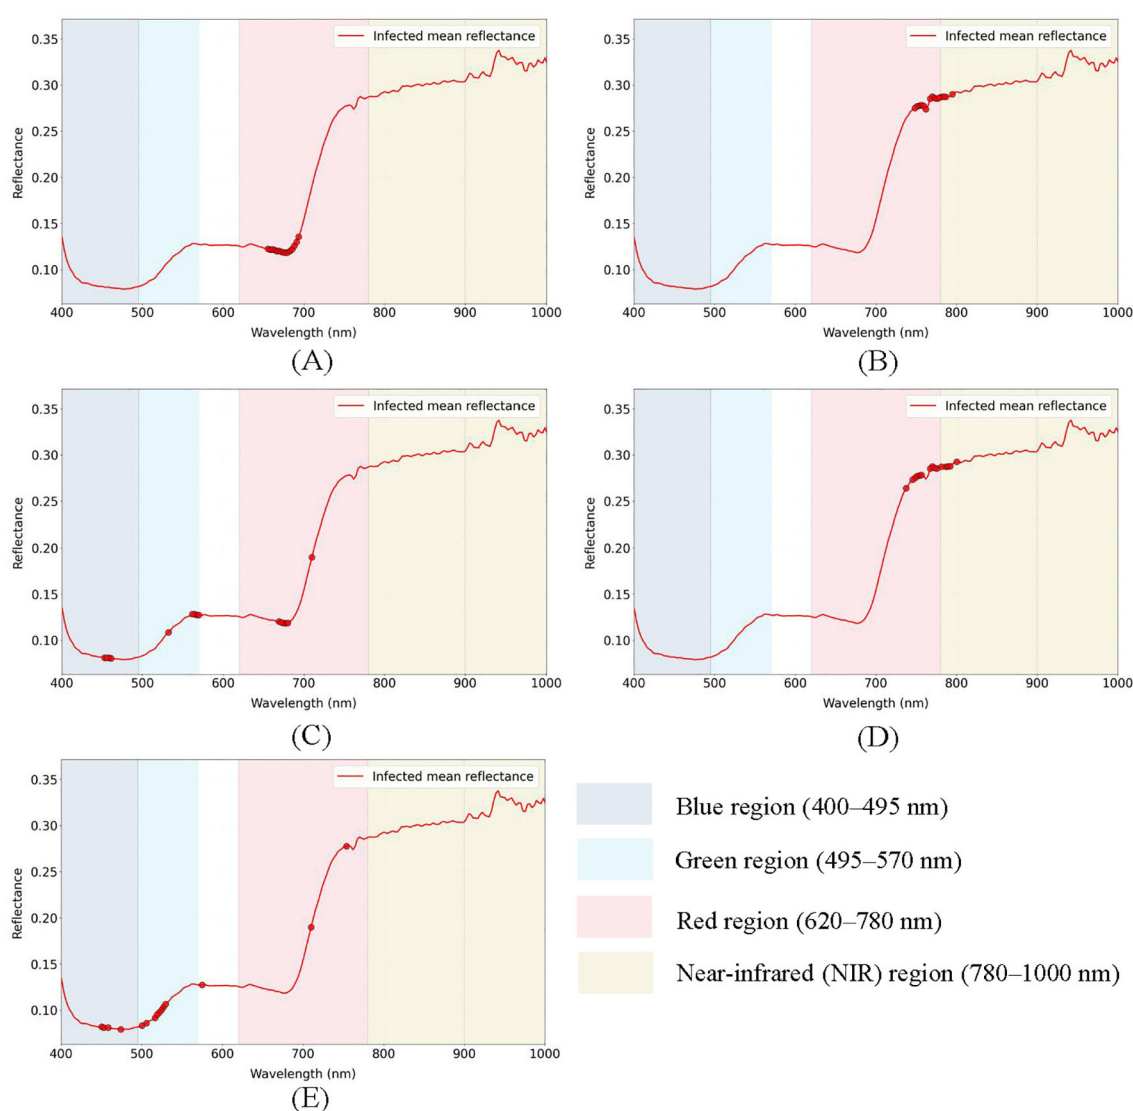 Infected mean reflectance
0.35
0.30
0.25
0.20
0.15
0.10
Reflectance
400 500 600 700 800 900 1000
Wavelength (nm)
(A)
Infected mean reflectance
0.35
0.30
0.25
0.20
0.15
0.10
Reflectance
400 500 600 700 800 900 1000
Wavelength (nm)
(B)
Infected mean reflectance
0.35
0.30
0.25
0.20
0.15
0.10
Reflectance
400 500 600 700 800 900 1000
Wavelength (nm)
(C)
Infected mean reflectance
0.35
0.30
0.25
0.20
0.15
0.10
Reflectance
400 500 600 700 800 900 1000
Wavelength (nm)
(D)
Infected mean reflectance
0.35
0.30
0.25
0.20
0.15
0.10
Reflectance
400 500 600 700 800 900 1000
Wavelength (nm)
(E)
Blue region (400–495 nm)
Green region (495–570 nm)
Red region (620–780 nm)
Near-infrared (NIR) region (780–1000 nm)